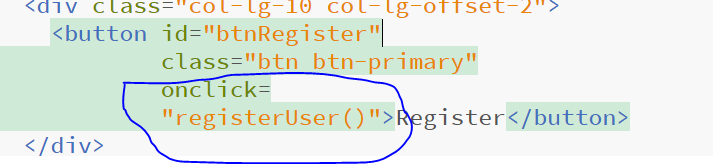 <div class="col-lg-10 col-lg-offset-2">
<button id="btnRegister"
class="btn btn-primary"
onclick=
"registerUser()">Register</button>
</div>